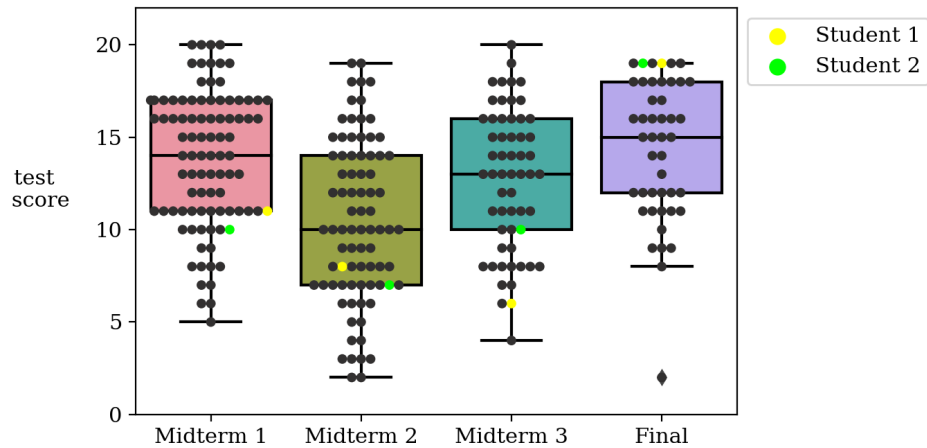 20
15
10
5
0
test
score
Midterm 1 Midterm 2 Midterm 3 Final
Student 1
Student 2